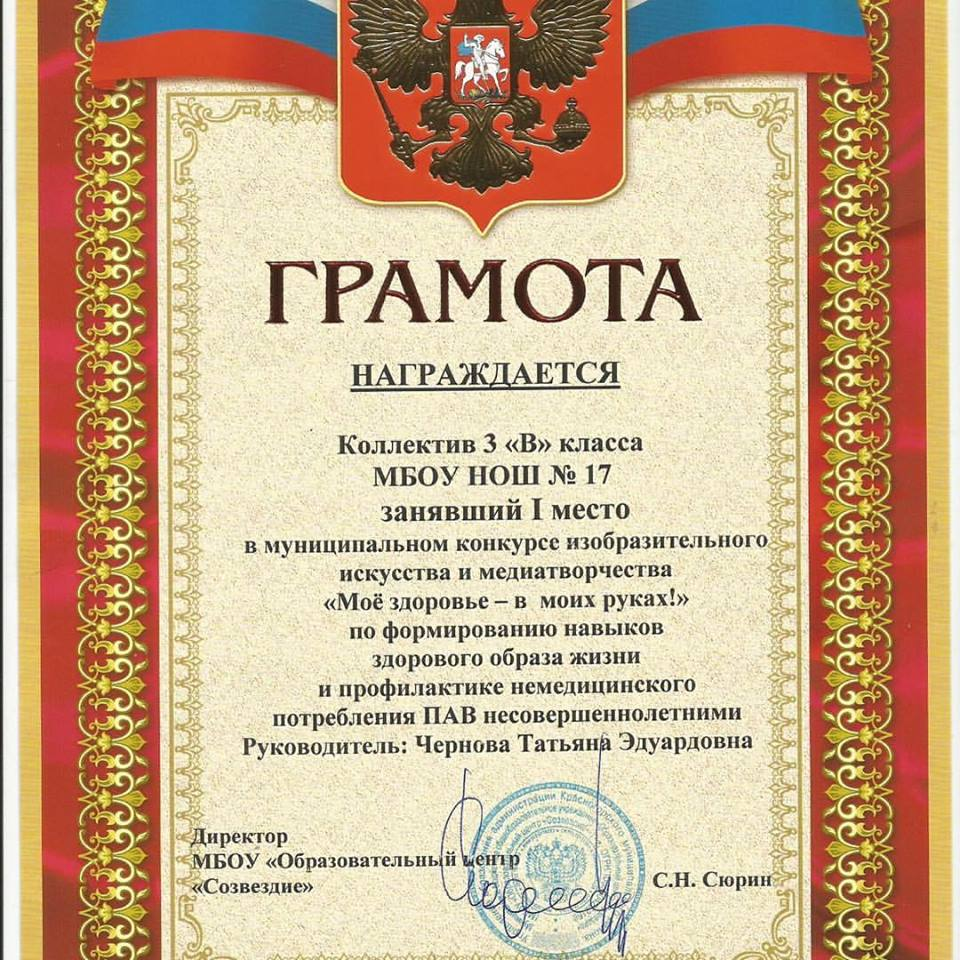 ГРАМОТА
НАГРАЖДАЕТСЯ
Коллектив 3 «В» класса
МБОУ НОШ № 17
занявший I место
в муниципальном конкурсе изобразительного
искусства и медиатворчества
«Моё здоровье – в моих руках!»
по формированию навыков
здорового образа жизни
и профилактике немедицинского
потребления ПАВ несовершеннолетними
Руководитель: Чернова Татьяна Эдуардовна
Директор
МБОУ «Образовательный центр
«Созвездие»
С.Н. Сюрин